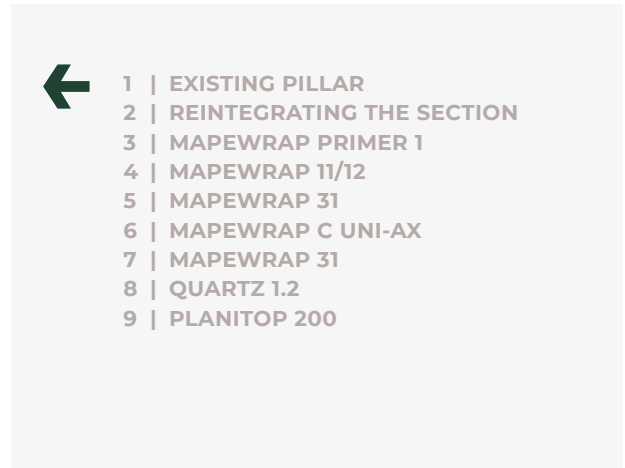 1 | EXISTING PILLAR
2 | REINTEGRATING THE SECTION
3 | MAPEWRAP PRIMER 1
4 | MAPEWRAP 11/12
5 | MAPEWRAP 31
6 | MAPEWRAP C UNI-AX
7 | MAPEWRAP 31
8 | QUARTZ 1.2
9 | PLANITOP 200